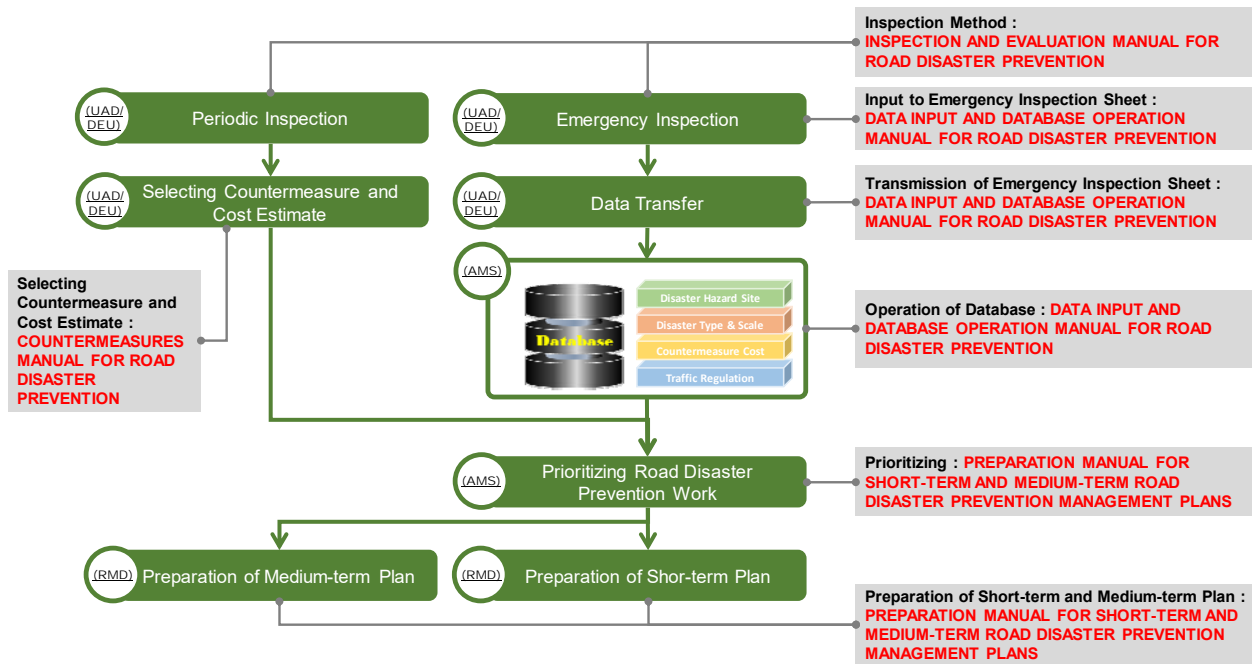 Inspection Method :
INSPECTION AND EVALUATION MANUAL FOR
ROAD DISASTER PREVENTION
(UAD/
DEU)
Periodic Inspection
(UAD/
DEU)
Emergency Inspection
Input to Emergency Inspection Sheet :
DATA INPUT AND DATABASE OPERATION
MANUAL FOR ROAD DISASTER PREVENTION
(UAD/
DEU)
Selecting Countermeasure and
Cost Estimate
(UAD/
DEU)
Data Transfer
Transmission of Emergency Inspection Sheet :
DATA INPUT AND DATABASE OPERATION
MANUAL FOR ROAD DISASTER PREVENTION
Selecting
Countermeasure and
Cost Estimate :
COUNTERMEASURES
MANUAL FOR ROAD
DISASTER
PREVENTION
(AMS)
Database
Disaster Hazard Site
Disaster Type & Scale
Countermeasure Cost
Traffic Regulation
Operation of Database : DATA INPUT AND
DATABASE OPERATION MANUAL FOR ROAD
DISASTER PREVENTION
(AMS)
Prioritizing Road Disaster
Prevention Work
Prioritizing : PREPARATION MANUAL FOR
SHORT-TERM AND MEDIUM-TERM ROAD
DISASTER PREVENTION MANAGEMENT PLANS
(RMD)
Preparation of Medium-term Plan
(RMD)
Preparation of Shor-term Plan
Preparation of Short-term and Medium-term Plan :
PREPARATION MANUAL FOR SHORT-TERM AND
MEDIUM-TERM ROAD DISASTER PREVENTION
MANAGEMENT PLANS